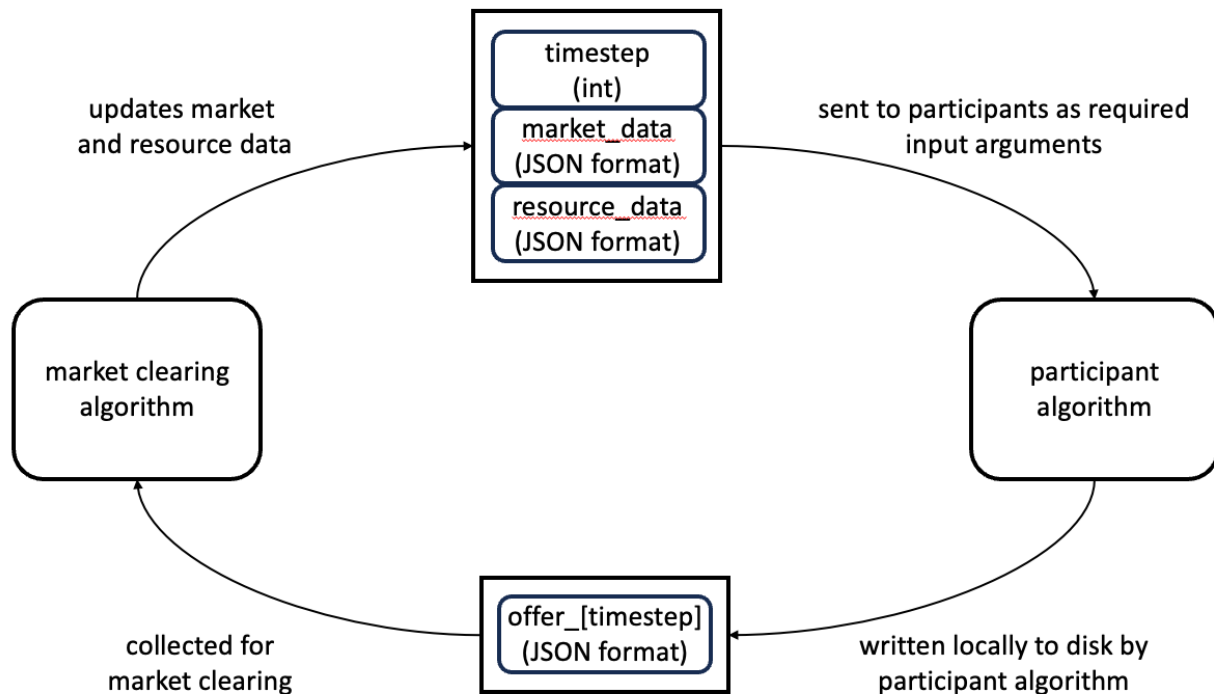 timestep
(int)
market_data
(JSON format)
resource_data
(JSON format)
updates market
and resource data
sent to participants as required
input arguments
market clearing
algorithm
participant
algorithm
offer_[timestep]
(JSON format)
collected for
market clearing
written locally to disk by
participant algorithm